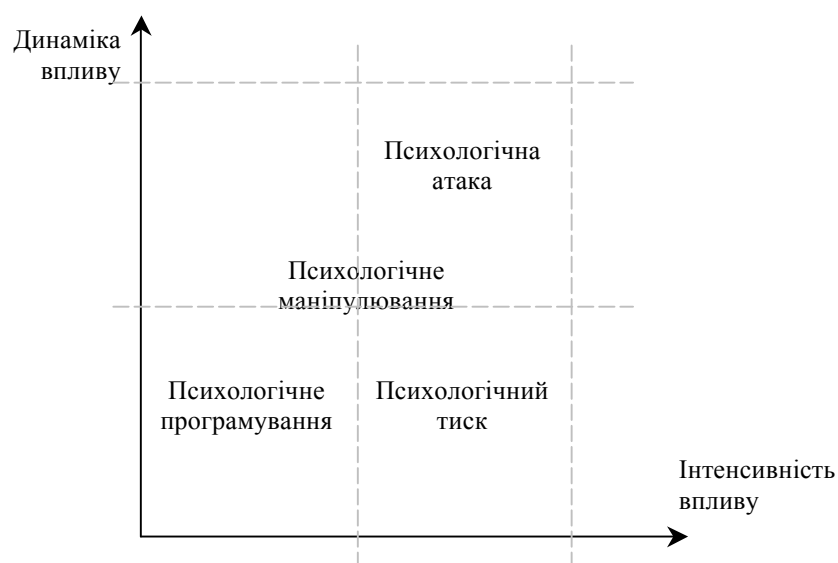 Динаміка
впливу
Психологічна
атака
Психологічне
маніпулювання
Психологічне
програмування
Психологічний
тиск
Інтенсивність
впливу